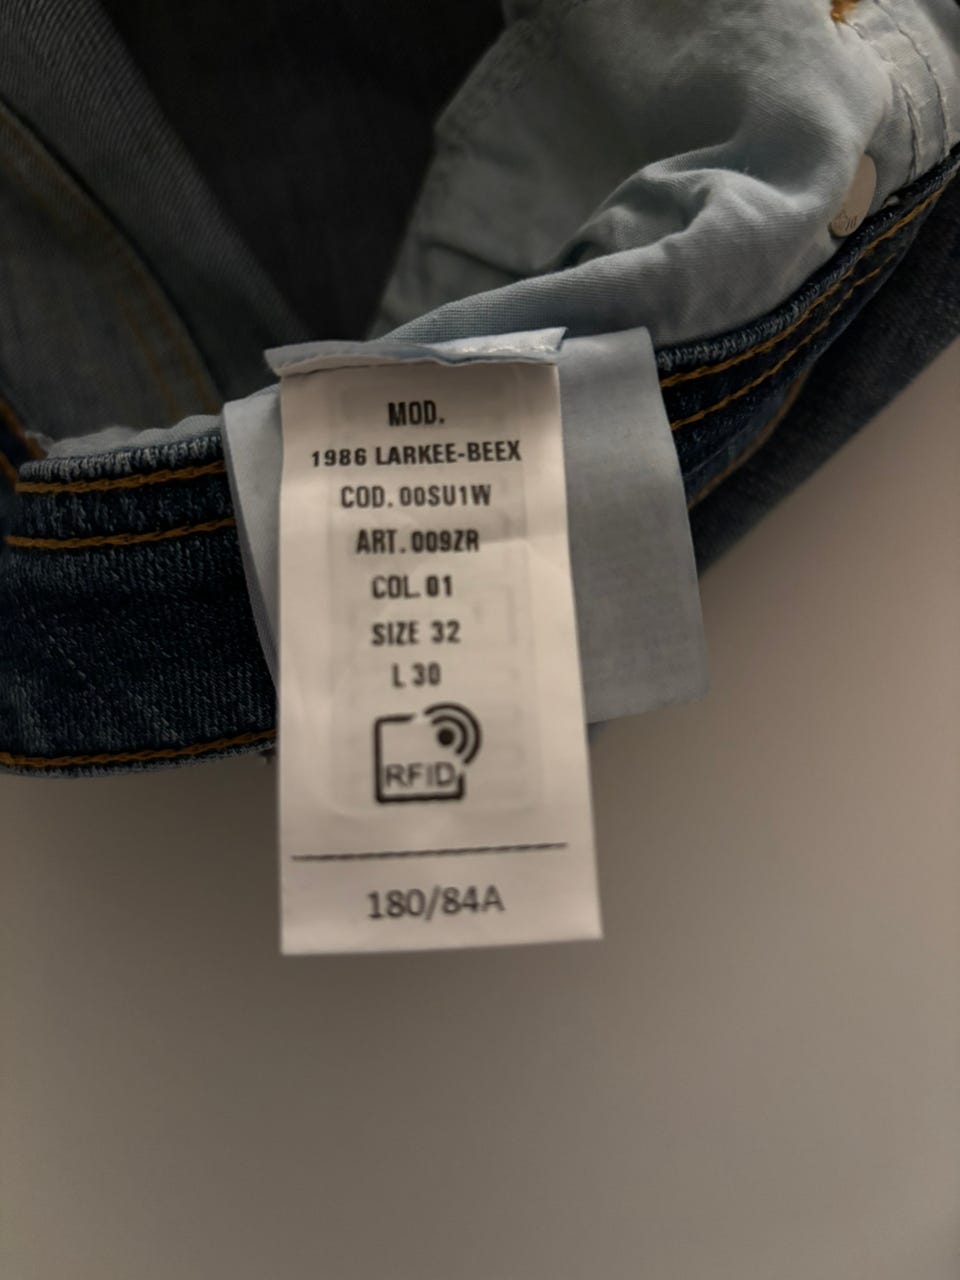 MOD.
1986 LARKEE-BEEX
COD. 00SU1W
ART. 009ZR
COL. 01
SIZE 32
L 30
RFID
180/84A